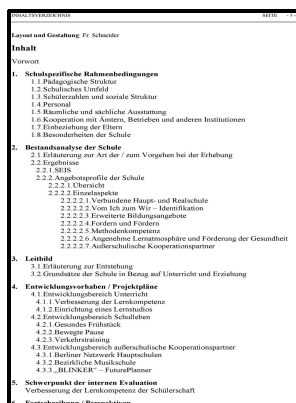 INHALTSVERZEICHNIS SEITE - 3 -
Layout und Gestaltung: Fr. Schneider
Inhalt
Vorwort
1. Schulspezifische Rahmenbedingungen
1.1.Pädagogische Struktur
1.2.Schulisches Umfeld
1.3.Schülerzahlen und soziale Struktur
1.4.Personal
1.5.Räumliche und sächliche Ausstattung
1.6.Kooperation mit Ämtern, Betrieben und anderen Institutionen
1.7.Einbeziehung der Eltern
1.8.Besonderheiten der Schule
2. Bestandsanalyse der Schule
2.1.Erläuterung zur Art der / zum Vorgehen bei der Erhebung
2.2.Ergebnisse
2.2.1.SEIS
2.2.2.Angebotsprofile der Schule
2.2.2.1.Übersicht
2.2.2.2.Einzelaspekte
2.2.2.2.1.Verbundene Haupt- und Realschule
2.2.2.2.2.Vom Ich zum Wir – Identifikation
2.2.2.2.3.Erweiterte Bildungsangebote
2.2.2.2.4.Fordern und Fördern
2.2.2.2.5.Methodenkompetenz
2.2.2.2.6.Angenehme Lernatmosphäre und Förderung der Gesundheit
2.2.2.2.7.Außerschulische Kooperationspartner
3. Leitbild
3.1.Erläuterung zur Entstehung
3.2.Grundsätze der Schule in Bezug auf Unterricht und Erziehung
4. Entwicklungsvorhaben / Projektpläne
4.1.Entwicklungsbereich Unterricht
4.1.1.Verbesserung der Lernkompetenz
4.1.2.Einrichtung eines Lernstudios
4.2.Entwicklungsbereich Schulleben
4.2.1.Gesundes Frühstück
4.2.2.Bewegte Pause
4.2.3.Verkehrstraining
4.3.Entwicklungsbereich außerschulische Kooperationspartner
4.3.1.Berliner Netzwerk Hauptschulen
4.3.2.Bezirkliche Musikschule
4.3.3.„BLINKER“ – FuturePlanner
5. Schwerpunkt der internen Evaluation
Verbesserung der Lernkompetenz der Schülerschaft
6. Fortschreibung / Perspektiven